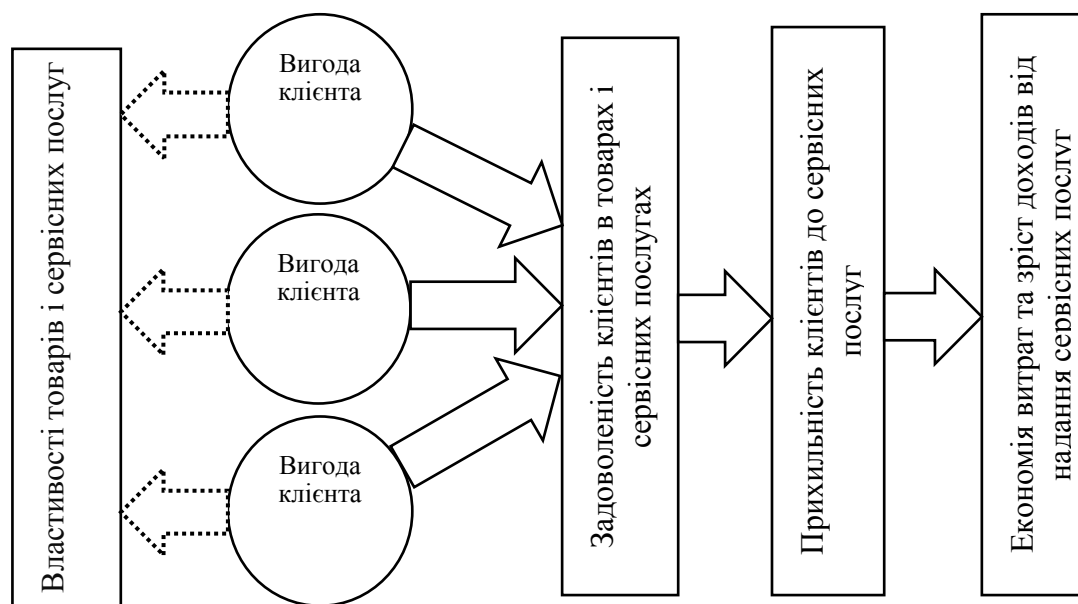 Властивості товарів і сервісних послуг
Вигода
клієнта
Вигода
клієнта
Вигода
клієнта
Задоволеність клієнтів в товарах і
сервісних послугах
Прихильність клієнтів до сервісних
послуг
Економія витрат та зріст доходів від
надання сервісних послуг